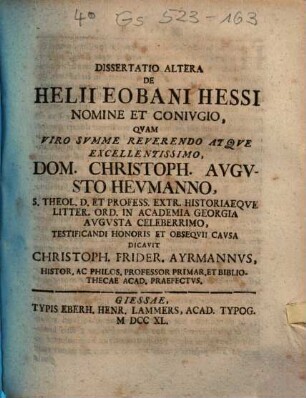 4° Gs 523-163
DISSERTATIO ALTERA
DE
HELII EOBANI HESSI
NOMINE ET CONIVGIO,
QVAM
VIRO SVMME REVERENDO ATQVE
EXCELLENTISSIMO,
DOM. CHRISTOPH. AVGV-
STO HEVMANNO,
S. THEOL. D. ET PROFESS. EXTR. HISTORIAEQVE
LITTER. ORD. IN ACADEMIA GEORGIA
AVGVSTA CELEBERRIMO,
TESTIFICANDI HONORIS ET OBSEQVII CAVSA
DICAVIT
CHRISTOPH. FRIDER. AYRMANNVS,
HISTOR. AC PHILOS. PROFESSOR PRIMAR. ET BIBLIO-
THECAE ACAD. PRAEFECTVS.
GIESSAE,
TYPIS EBERH. HENR. LAMMERS, ACAD. TYPOG.
M DCC XL.